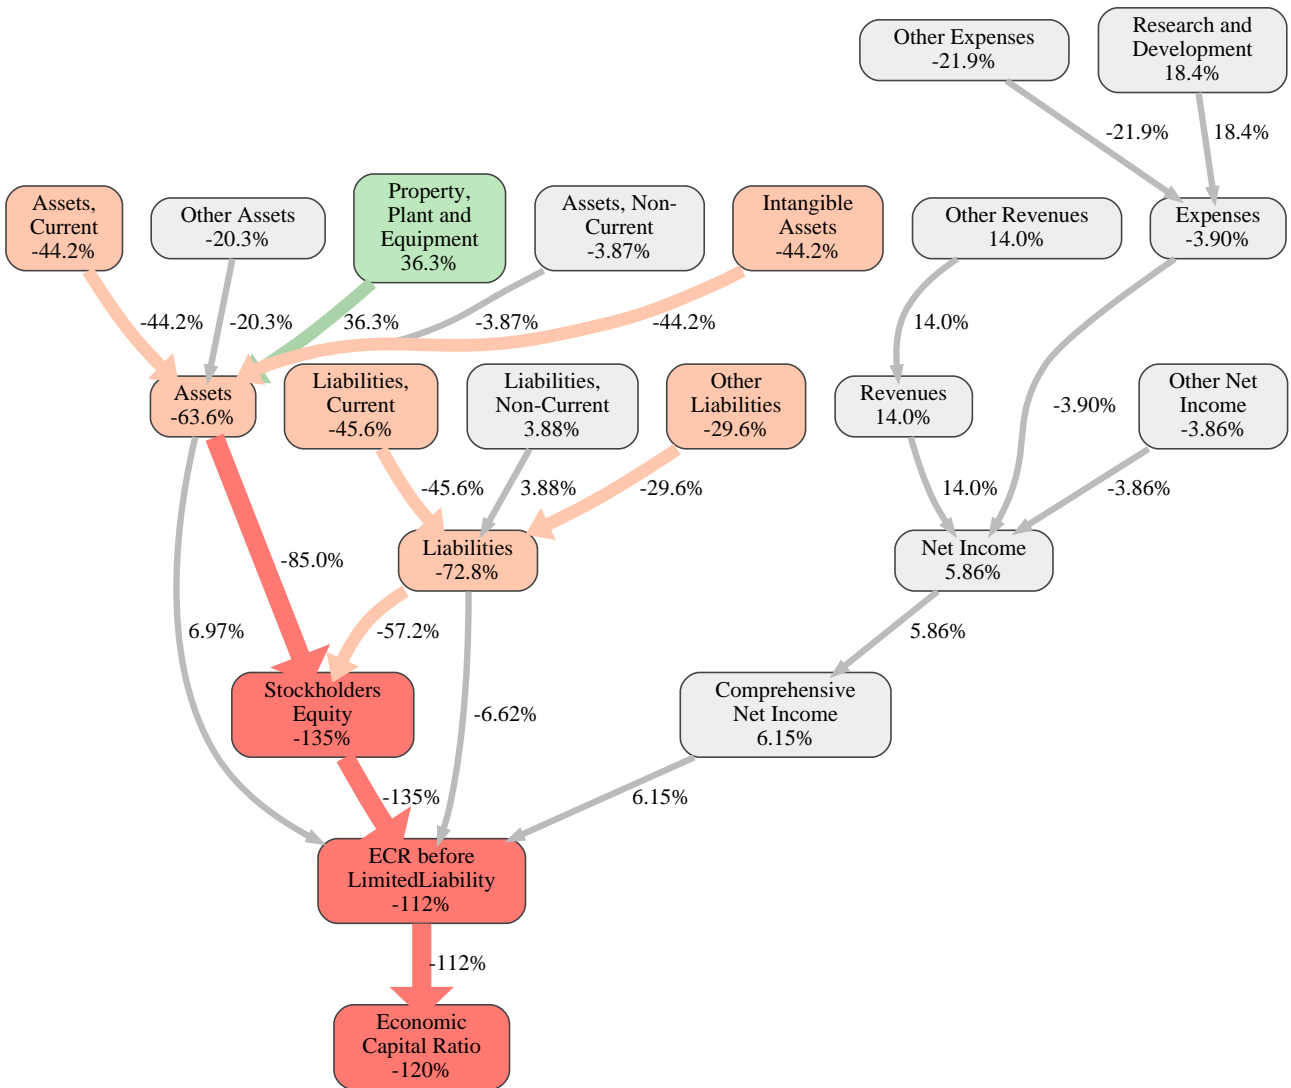 Other Expenses
-21.9%
Research and
Development
18.4%
-21.9%
18.4%
Assets,
Current
-44.2%
Other Assets
-20.3%
Property,
Plant and
Equipment
36.3%
Assets, Non-
Current
-3.87%
Intangible
Assets
-44.2%
Other Revenues
14.0%
Expenses
-3.90%
-44.2%
-20.3%
36.3%
-3.87%
-44.2%
14.0%
Assets
-63.6%
Liabilities,
Current
-45.6%
Liabilities,
Non-Current
3.88%
Other
Liabilities
-29.6%
Revenues
14.0%
-3.90%
Other Net
Income
-3.86%
-45.6%
3.88%
-29.6%
14.0%
-3.86%
-85.0%
Liabilities
-72.8%
Net Income
5.86%
6.97%
-57.2%
5.86%
Stockholders
Equity
-135%
-6.62%
Comprehensive
Net Income
6.15%
-135%
6.15%
ECR before
LimitedLiability
-112%
-112%
Economic
Capital Ratio
-120%